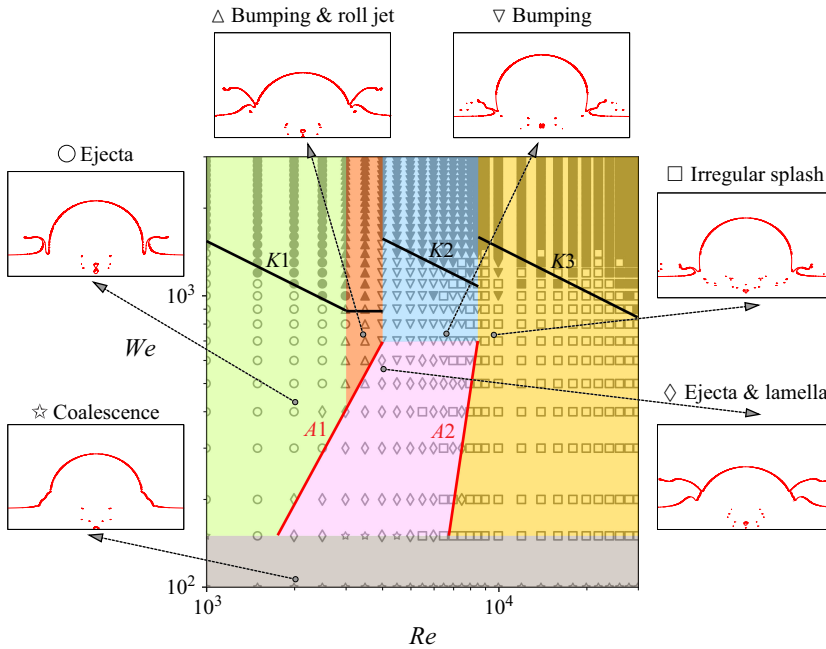 △ Bumping & roll jet
▽ Bumping
○ Ejecta
□ Irregular splash
K1
K2
K3
10³
We
☆ Coalescence
A1
A2
◇ Ejecta & lamella
10²
10³
10⁴
Re